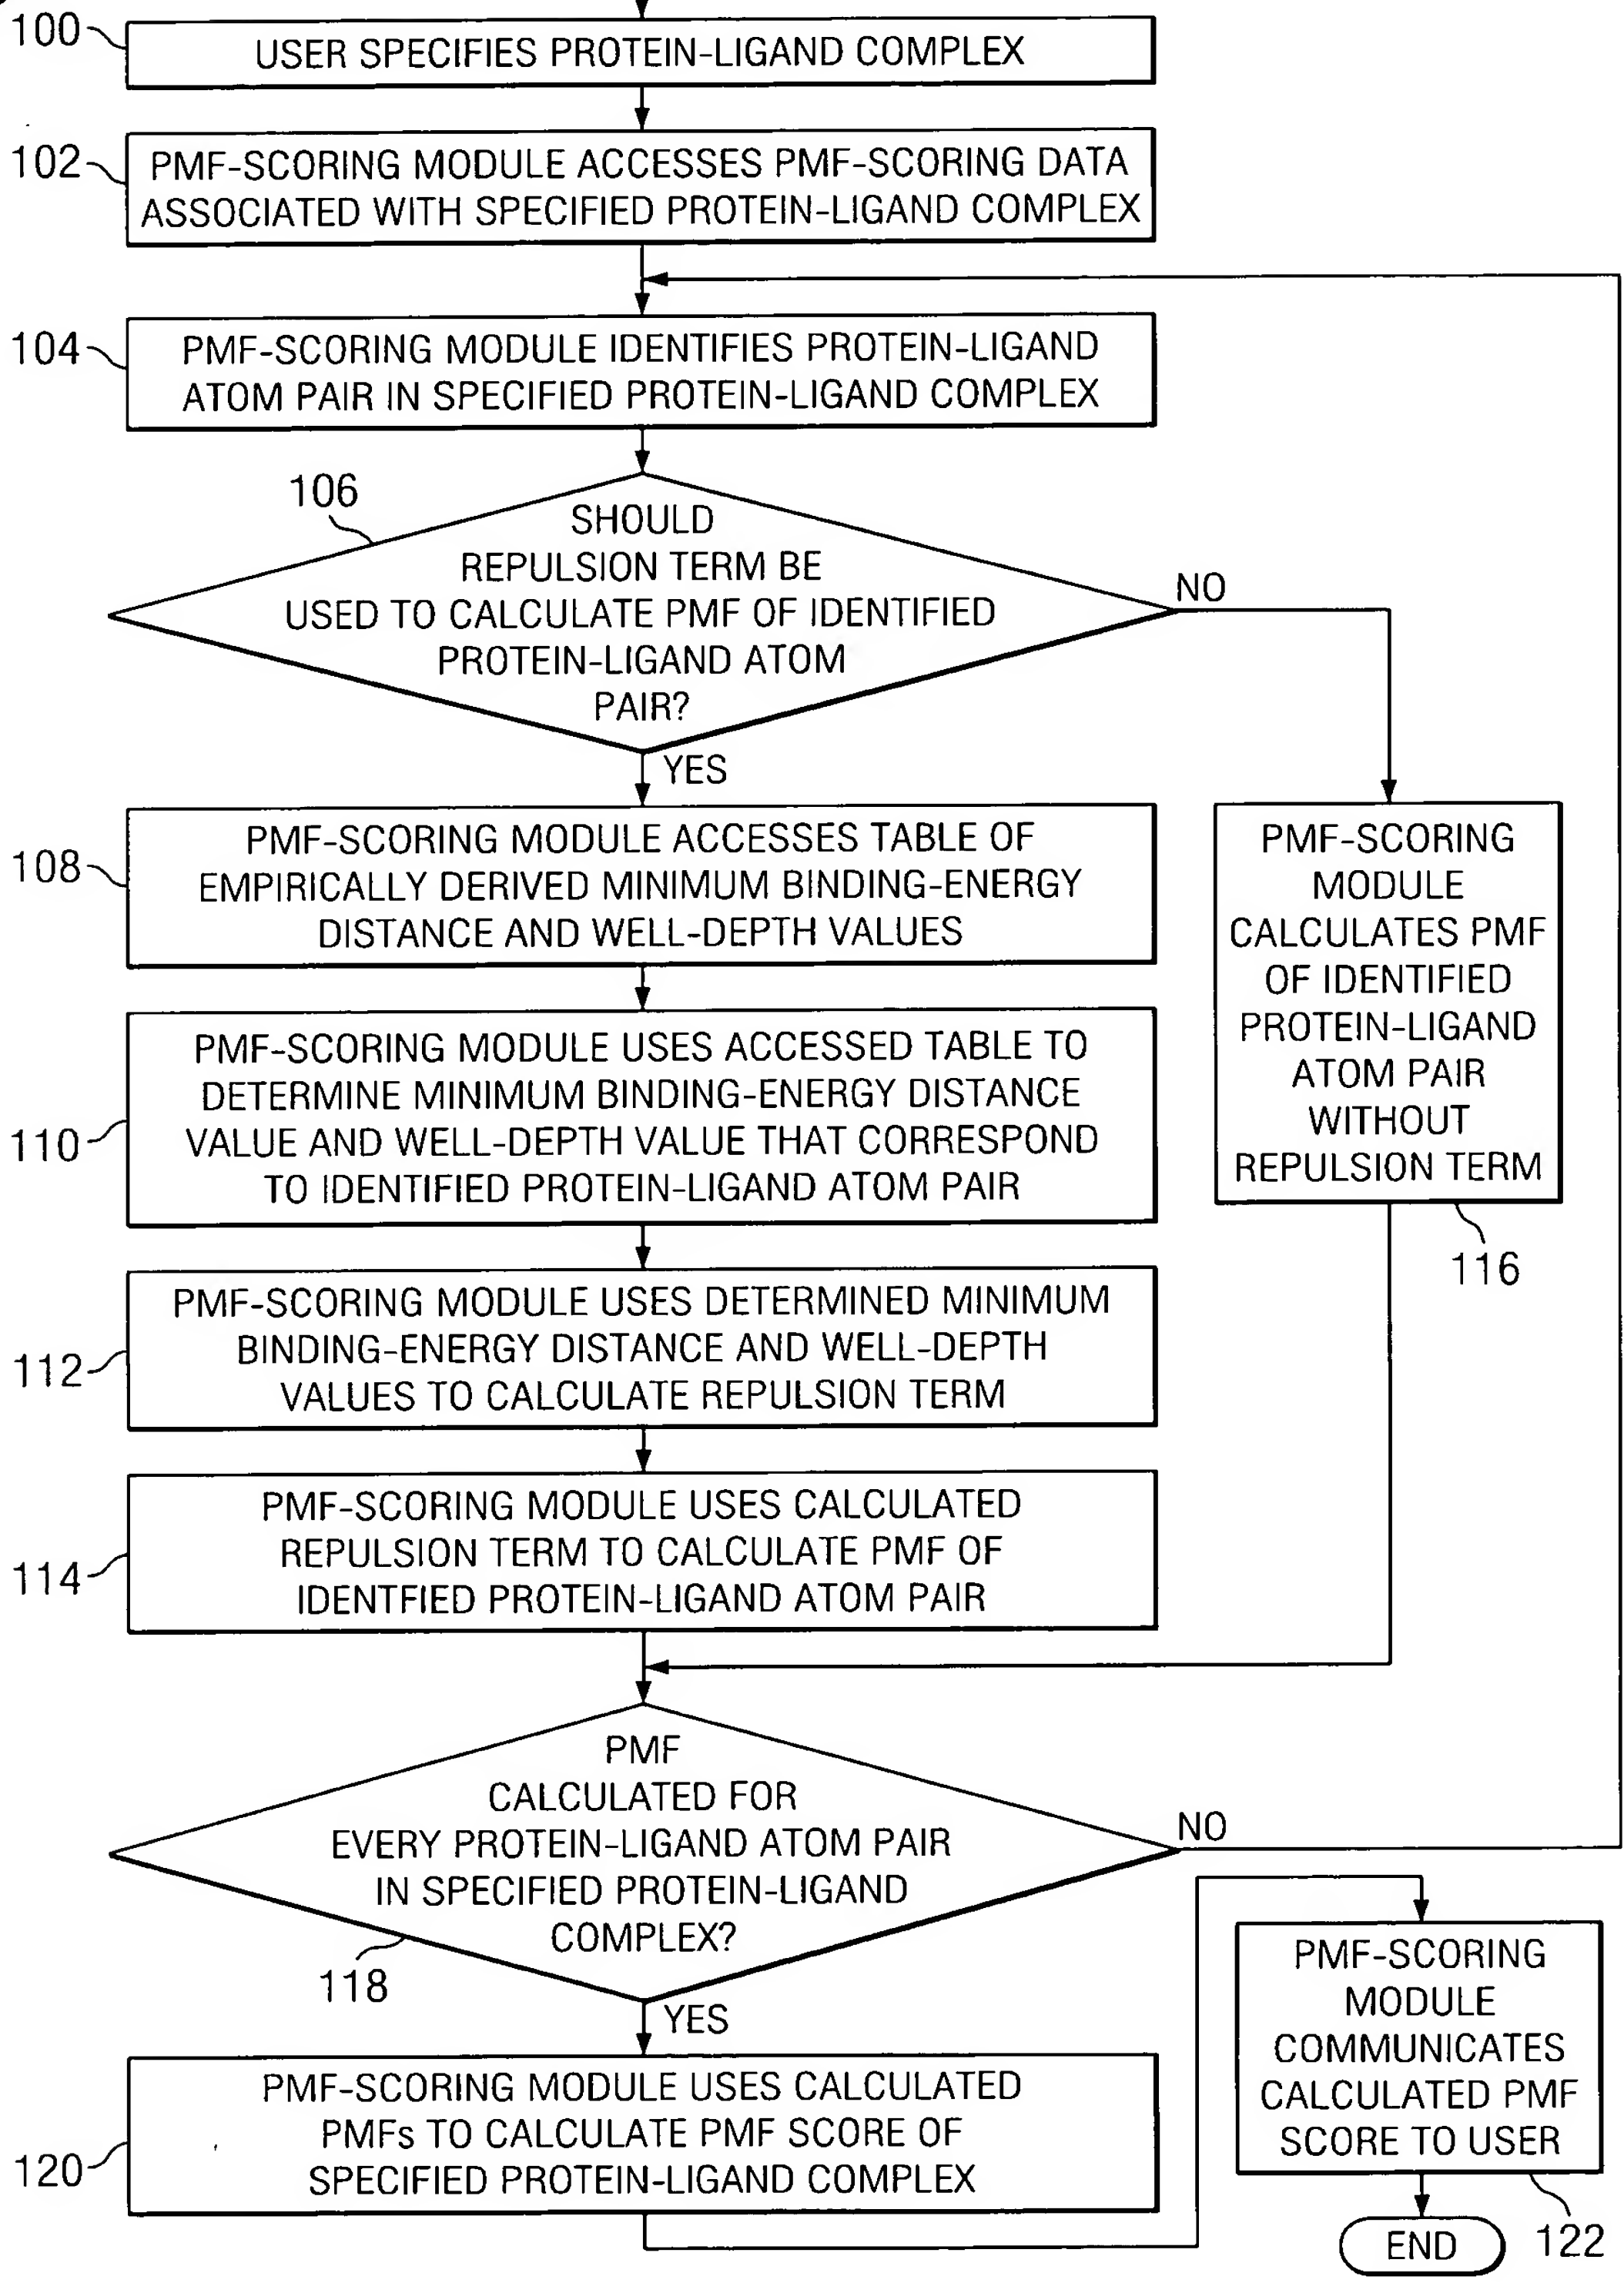 100
USER SPECIFIES PROTEIN-LIGAND COMPLEX
102
PMF-SCORING MODULE ACCESSES PMF-SCORING DATA
ASSOCIATED WITH SPECIFIED PROTEIN-LIGAND COMPLEX
104
PMF-SCORING MODULE IDENTIFIES PROTEIN-LIGAND
ATOM PAIR IN SPECIFIED PROTEIN-LIGAND COMPLEX
106
SHOULD
REPULSION TERM BE
USED TO CALCULATE PMF OF IDENTIFIED
PROTEIN-LIGAND ATOM
PAIR?
NO
YES
108
PMF-SCORING MODULE ACCESSES TABLE OF
EMPIRICALLY DERIVED MINIMUM BINDING-ENERGY
DISTANCE AND WELL-DEPTH VALUES
110
PMF-SCORING MODULE USES ACCESSED TABLE TO
DETERMINE MINIMUM BINDING-ENERGY DISTANCE
VALUE AND WELL-DEPTH VALUE THAT CORRESPOND
TO IDENTIFIED PROTEIN-LIGAND ATOM PAIR
PMF-SCORING
MODULE
CALCULATES PMF
OF IDENTIFIED
PROTEIN-LIGAND
ATOM PAIR
WITHOUT
REPULSION TERM
116
112
PMF-SCORING MODULE USES DETERMINED MINIMUM
BINDING-ENERGY DISTANCE AND WELL-DEPTH
VALUES TO CALCULATE REPULSION TERM
114
PMF-SCORING MODULE USES CALCULATED
REPULSION TERM TO CALCULATE PMF OF
IDENTFIED PROTEIN-LIGAND ATOM PAIR
PMF
CALCULATED FOR
EVERY PROTEIN-LIGAND ATOM PAIR
IN SPECIFIED PROTEIN-LIGAND
COMPLEX?
118
NO
YES
120
PMF-SCORING MODULE USES CALCULATED
PMFs TO CALCULATE PMF SCORE OF
SPECIFIED PROTEIN-LIGAND COMPLEX
PMF-SCORING
MODULE
COMMUNICATES
CALCULATED PMF
SCORE TO USER
122
END